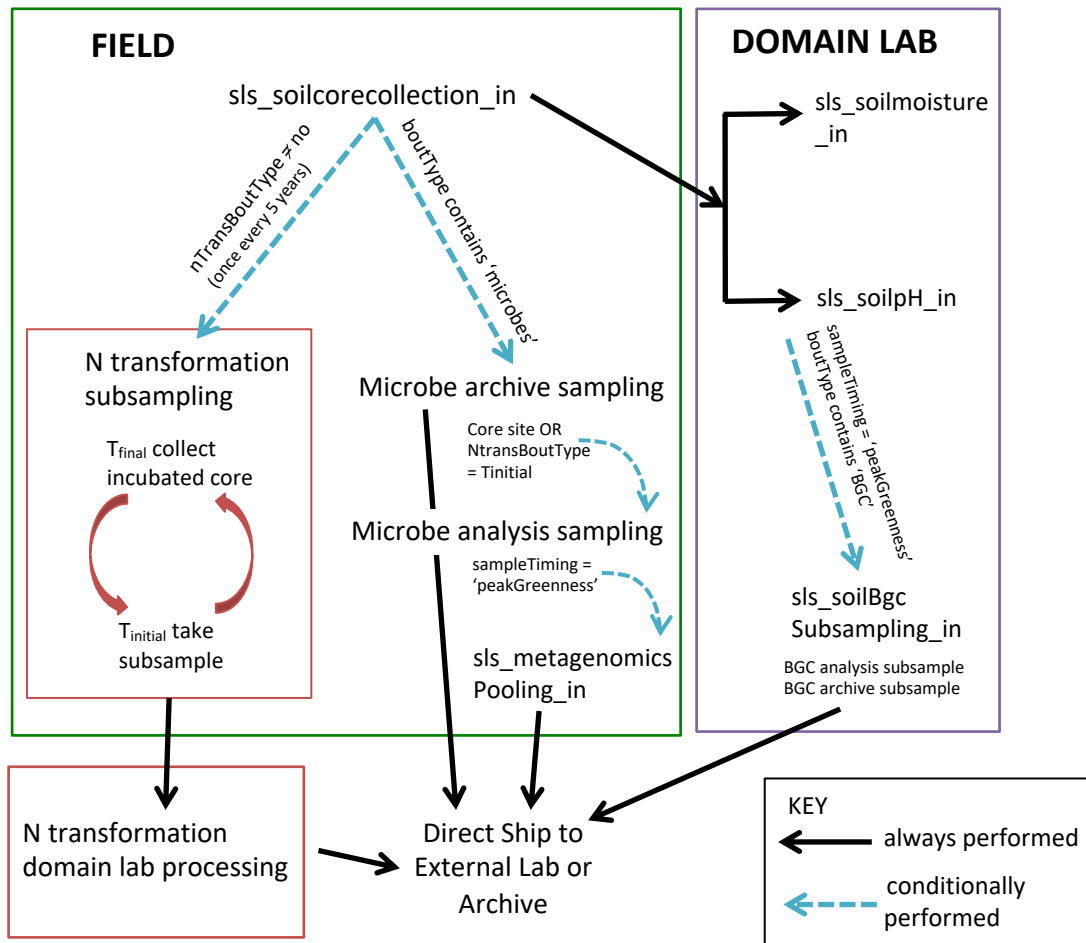 FIELD
sls_soilcorecollection_in
nTransBoutType ≠ no
(once every 5 years)
boutType contains ‘microbes’
N transformation
subsampling
Tfinal collect
incubated core
Tinitial take
subsample
Microbe archive sampling
Core site OR
NtransBoutType
= Tinitial
Microbe analysis sampling
sampleTiming =
‘peakGreenness’
sls_metagenomics
Pooling_in
DOMAIN LAB
sls_soilmoisture
_in
sls_soilpH_in
sampleTiming = ‘peakGreenness’
boutType contains ‘BGC’
sls_soilBgc
Subsampling_in
BGC analysis subsample
BGC archive subsample
N transformation
domain lab processing
Direct Ship to
External Lab or
Archive
KEY
always performed
conditionally
performed